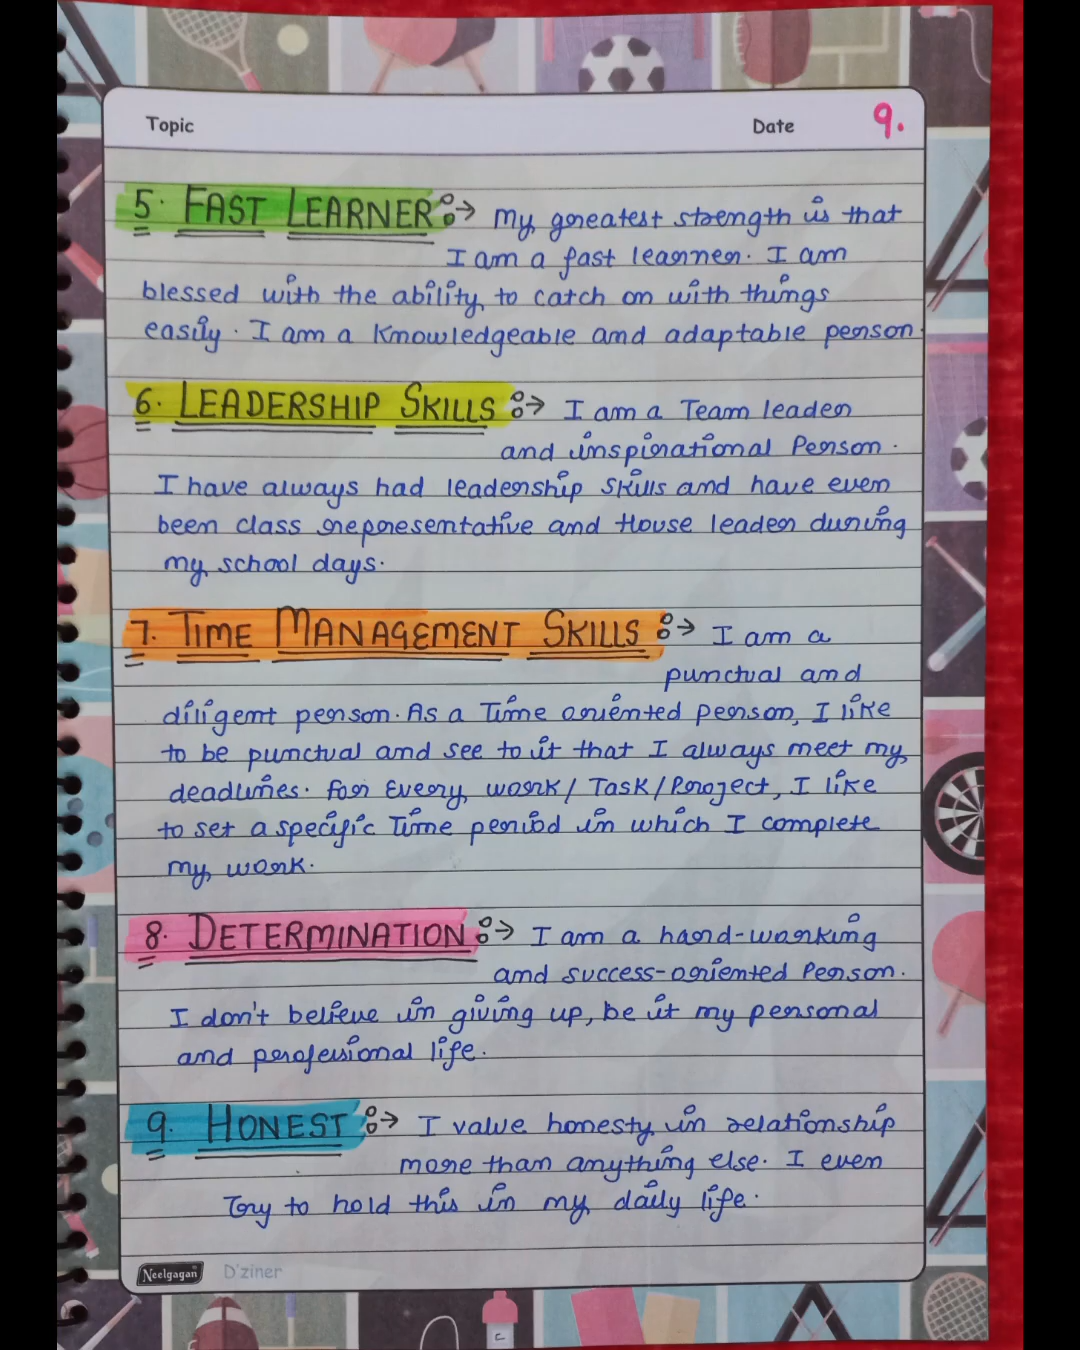 Topic
Date 9.
5. FAST LEARNER :→ My greatest strength is that
I am a fast learner. I am
blessed with the ability to catch on with things
easily. I am a knowledgeable and adaptable person.
6. LEADERSHIP SKILLS :→ I am a Team leader
and inspirational Person.
I have always had leadership skills and have even
been class representative and House leader during
my school days.
7. TIME MANAGEMENT SKILLS :→ I am a
punctual and
diligent person. As a Time oriented person, I like
to be punctual and see to it that I always meet my
deadlines. For Every work/Task/Project, I like
to set a specific Time period in which I complete
my work.
8. DETERMINATION :→ I am a hard-working
and success-oriented Person.
I don't believe in giving up, be it my personal
and professional life.
9. HONEST :→ I value honesty in relationship
more than anything else. I even
Try to hold this in my daily life.
Neelgagan D'ziner